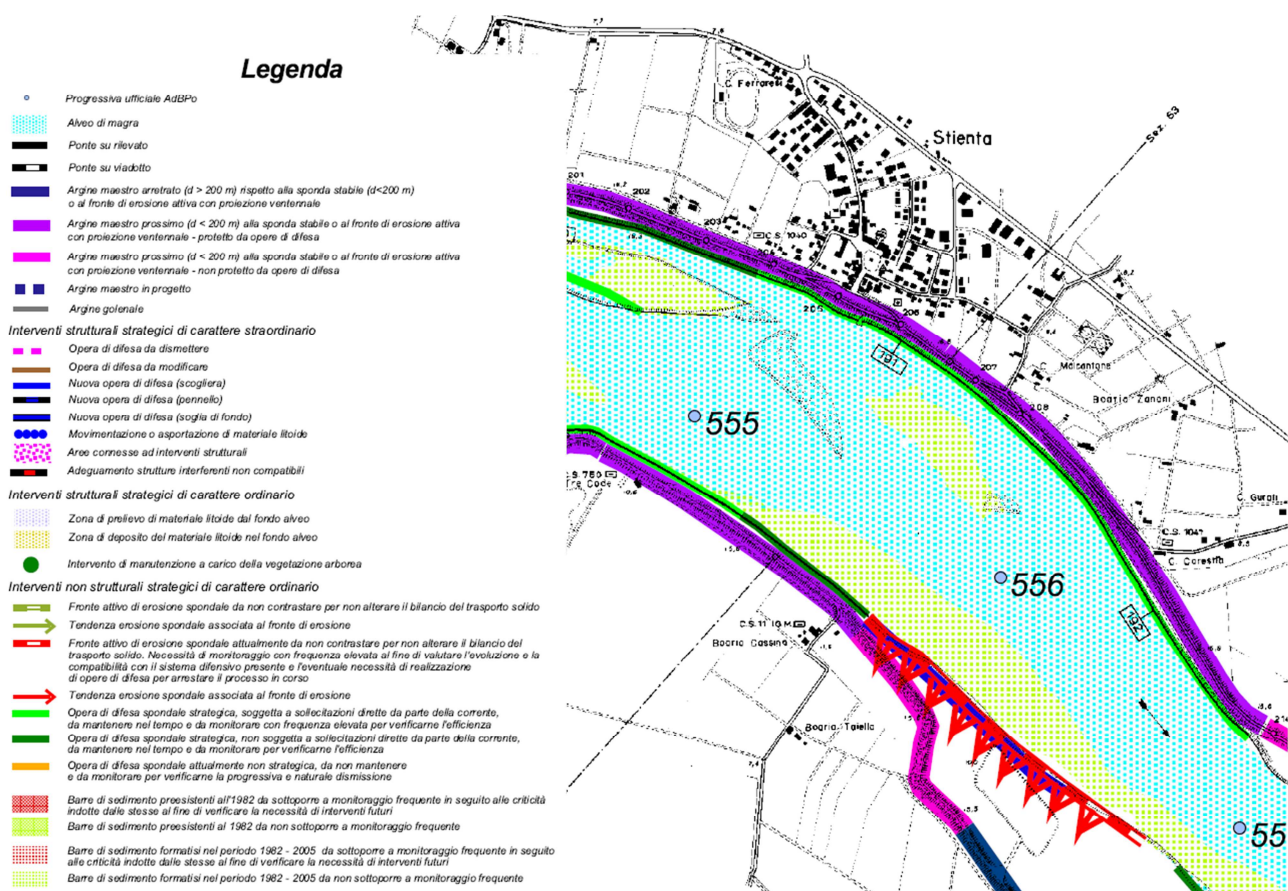 Legenda
Progressiva ufficiale AdBPo
Alveo di magra
Ponte su rilevato
Ponte su viadotto
Argine maestro arretrato (d > 200 m) rispetto alla sponda stabile (d<200 m)
o al fronte di erosione attiva con proiezione ventennale
Argine maestro prossimo (d < 200 m) alla sponda stabile o al fronte di erosione attiva
con proiezione ventennale - protetto da opere di difesa
Argine maestro prossimo (d < 200 m) alla sponda stabile o al fronte di erosione attiva
con proiezione ventennale - non protetto da opere di difesa
Argine maestro in progetto
Argine golenale
Interventi strutturali strategici di carattere straordinario
Opera di difesa da dismettere
Opera di difesa da modificare
Nuova opera di difesa (scogliera)
Nuova opera di difesa (pennello)
Nuova opera di difesa (soglia di fondo)
Movimentazione o asportazione di materiale litoide
Aree connesse ad interventi strutturali
Adeguamento strutture interferenti non compatibili
Interventi strutturali strategici di carattere ordinario
Zona di prelievo di materiale litoide dal fondo alveo
Zona di deposito del materiale litoide nel fondo alveo
Intervento di manutenzione a carico della vegetazione arborea
Interventi non strutturali strategici di carattere ordinario
Fronte attivo di erosione spondale da non contrastare per non alterare il bilancio del trasporto solido
Tendenza erosione spondale associata al fronte di erosione
Fronte attivo di erosione spondale attualmente da non contrastare per non alterare il bilancio del
trasporto solido. Necessità di monitoraggio con frequenza elevata al fine di valutare l'evoluzione e la
compatibilità con il sistema difensivo presente e l'eventuale necessità di realizzazione
di opere di difesa per arrestare il processo in corso
Tendenza erosione spondale associata al fronte di erosione
Opera di difesa spondale strategica, soggetta a sollecitazioni dirette da parte della corrente,
da mantenere nel tempo e da monitorare con frequenza elevata per verificarne l'efficienza
Opera di difesa spondale strategica, non soggetta a sollecitazioni dirette da parte della corrente,
da mantenere nel tempo e da monitorare per verificarne l'efficienza
Opera di difesa spondale attualmente non strategica, da non mantenere
e da monitorare per verificarne la progressiva e naturale dismissione
Barre di sedimento preesistenti all'1982 da sottoporre a monitoraggio frequente in seguito alle criticità
indotte dalle stesse al fine di verificare la necessità di interventi futuri
Barre di sedimento preesistenti al 1982 da non sottoporre a monitoraggio frequente
Barre di sedimento formatisi nel periodo 1982 - 2005 da sottoporre a monitoraggio frequente in seguito
alle criticità indotte dalle stesse al fine di verificare la necessità di interventi futuri
Barre di sedimento formatisi nel periodo 1982 - 2005 da non sottoporre a monitoraggio frequente
C. Ferraresi
Stienta
Sez. 63
201
202
203
C.S. 1040
205
206
191
207
208
C. Malcantone
Boaria Zanoni
555
C.S. 760
Tre Code
C. Gurali
C.S. 1041
C. Carestia
556
192
C.S. 11 I G.M.
Boaria Cassina
Boaria Taiella
55